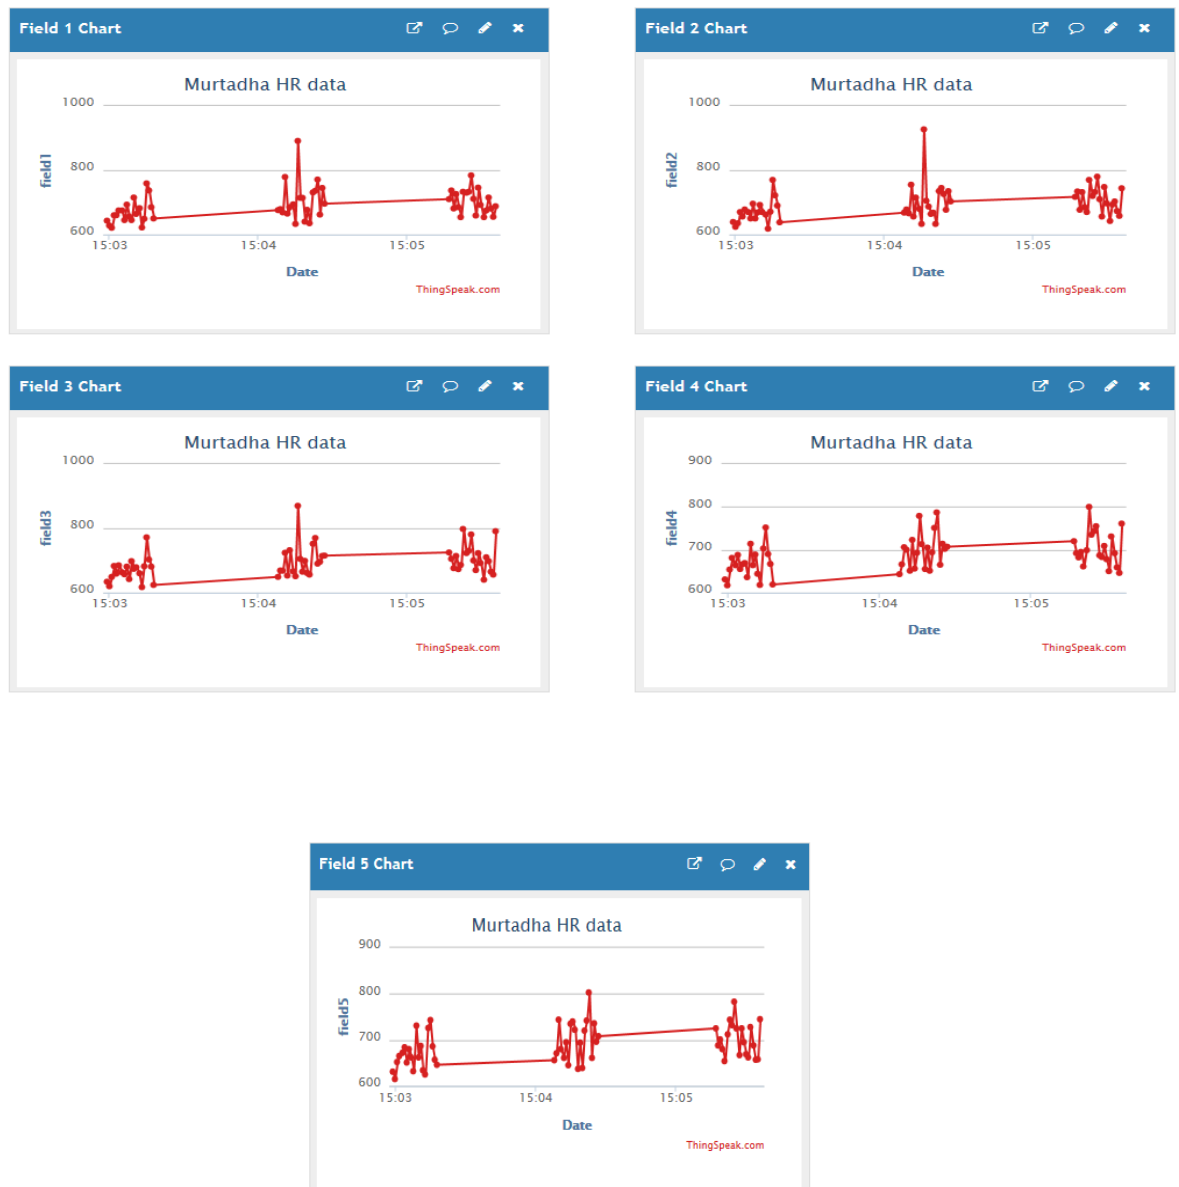 Field 1 Chart
Murtadha HR data
1000
800
600
field1
15:03 15:04 15:05
Date
ThingSpeak.com
Field 2 Chart
Murtadha HR data
1000
800
600
field2
15:03 15:04 15:05
Date
ThingSpeak.com
Field 3 Chart
Murtadha HR data
1000
800
600
field3
15:03 15:04 15:05
Date
ThingSpeak.com
Field 4 Chart
Murtadha HR data
900
800
700
600
field4
15:03 15:04 15:05
Date
ThingSpeak.com
Field 5 Chart
Murtadha HR data
900
800
700
600
field5
15:03 15:04 15:05
Date
ThingSpeak.com